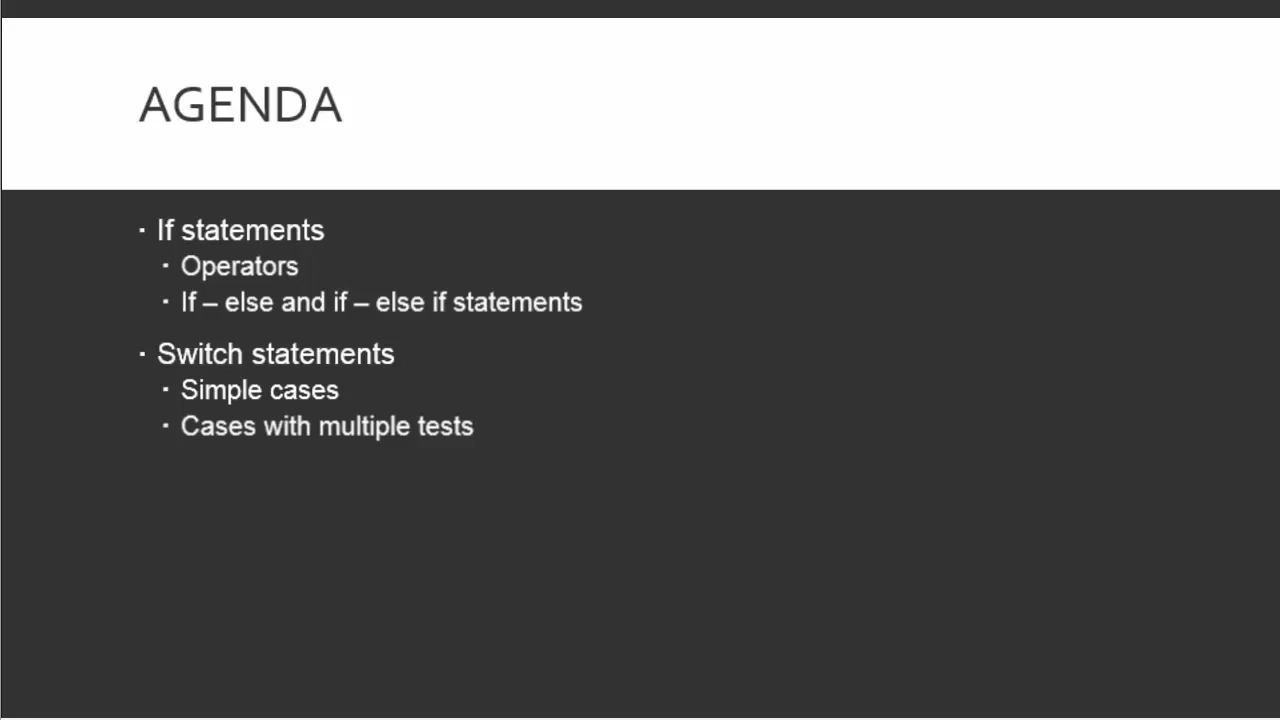 AGENDA
▪ If statements
▪ Operators
▪ If – else and if – else if statements
▪ Switch statements
▪ Simple cases
▪ Cases with multiple tests